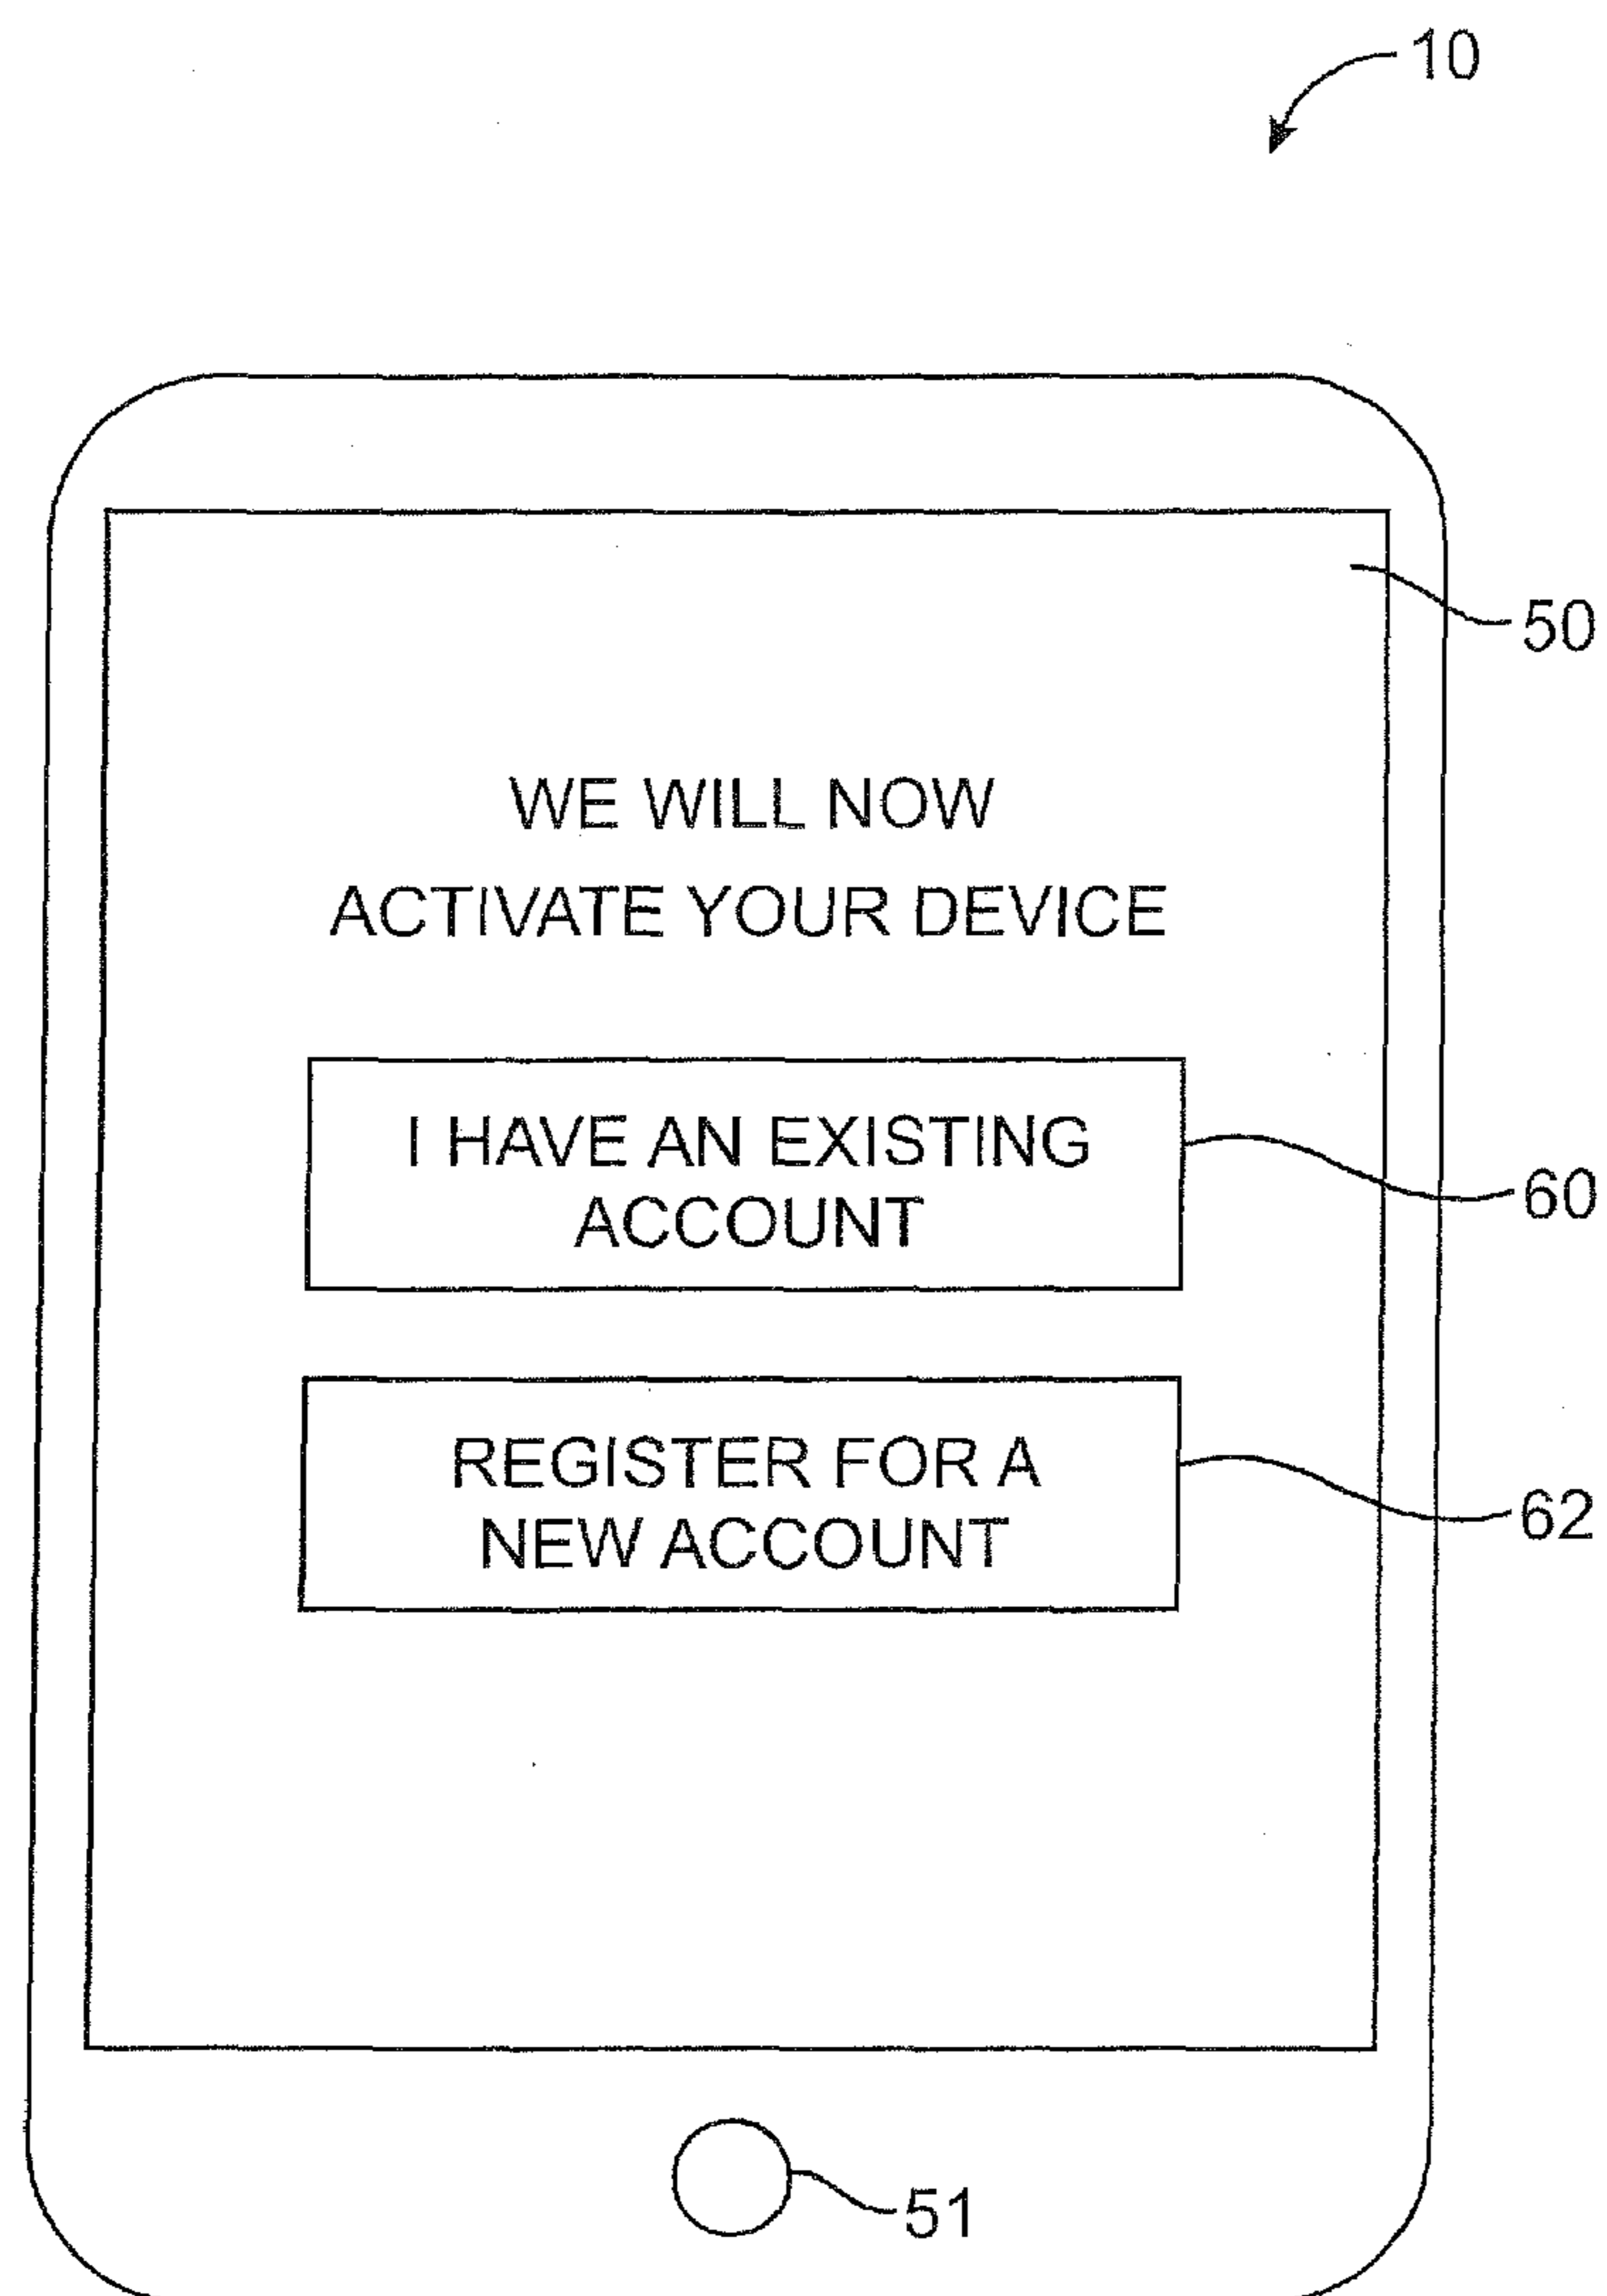 10
50
WE WILL NOW
ACTIVATE YOUR DEVICE
I HAVE AN EXISTING
ACCOUNT
60
REGISTER FOR A
NEW ACCOUNT
62
51